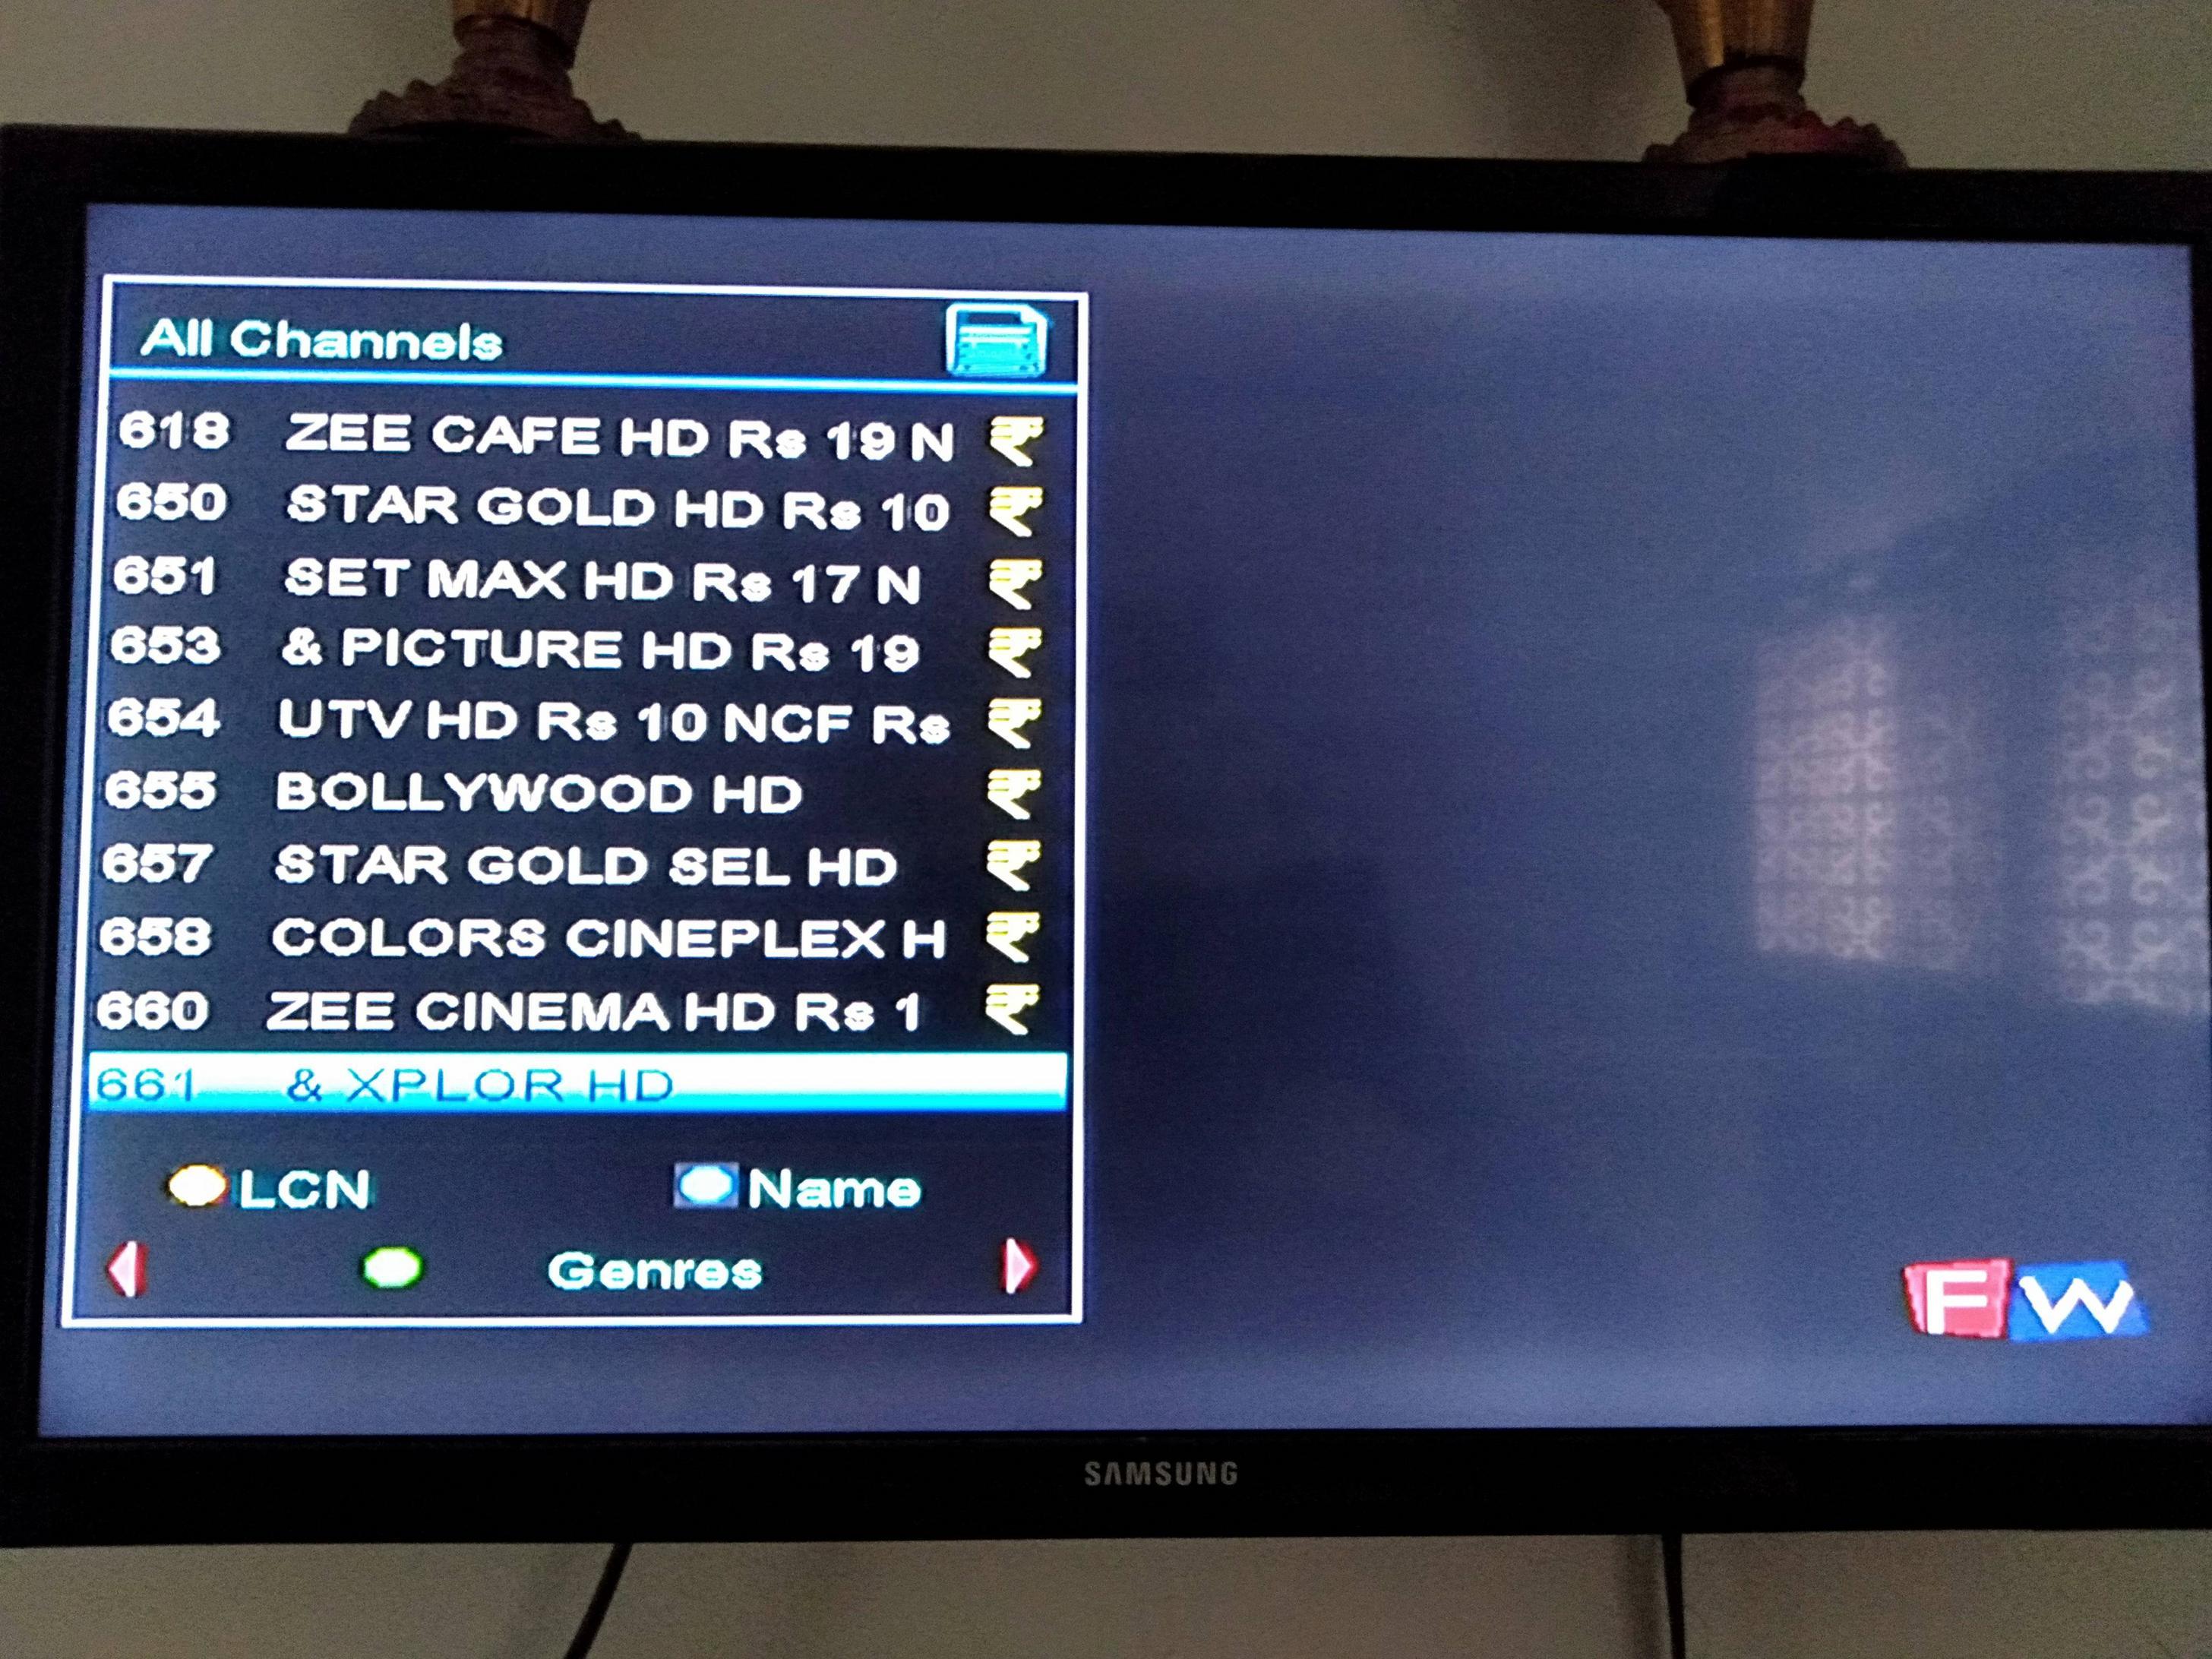 All Channels
618 ZEE CAFE HD Rs 19 N ₹
650 STAR GOLD HD Rs 10 ₹
651 SET MAX HD Rs 17 N ₹
653 & PICTURE HD Rs 19 ₹
654 UTV HD Rs 10 NCF Rs ₹
655 BOLLYWOOD HD ₹
657 STAR GOLD SEL HD ₹
658 COLORS CINEPLEX H ₹
660 ZEE CINEMA HD Rs 1 ₹
661 & XPLOR HD
LCN Name
Genres
FW
SAMSUNG